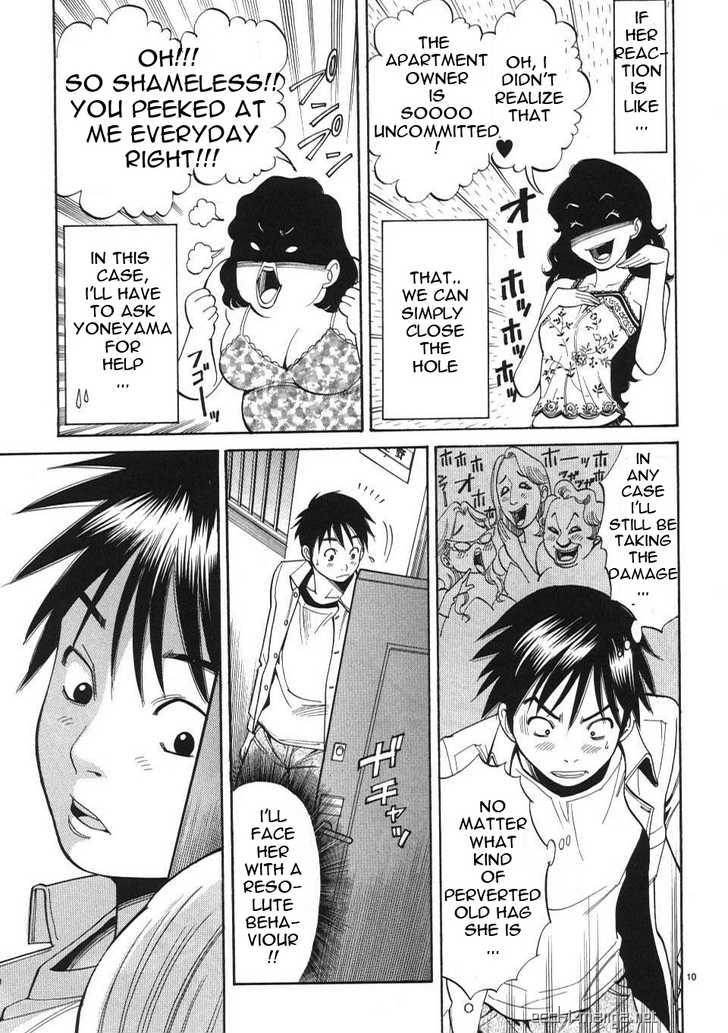 IF
HER
REAC-
TION
IS
LIKE
...
OH, I
DIDN'T
REALIZE
THAT
♥
THE
APARTMENT
OWNER
IS
SOOOO
UNCOMMITTED
!
オーホッホッホッホ
THAT..
WE CAN
SIMPLY
CLOSE
THE
HOLE
OH!!!
SO SHAMELESS!!
YOU PEEKED AT
ME EVERYDAY
RIGHT!!!
IN THIS
CASE,
I'LL HAVE
TO ASK
YONEYAMA
FOR
HELP
...
フゴーッ
IN
ANY
CASE
I'LL
STILL BE
TAKING
THE
DAMAGE
...
NO
MATTER
WHAT
KIND
OF
PERVERTED
OLD HAG
SHE IS
...
ガチャッ
I'LL
FACE
HER
WITH A
RESO-
LUTE
BEHA-
VIOUR
!!
10